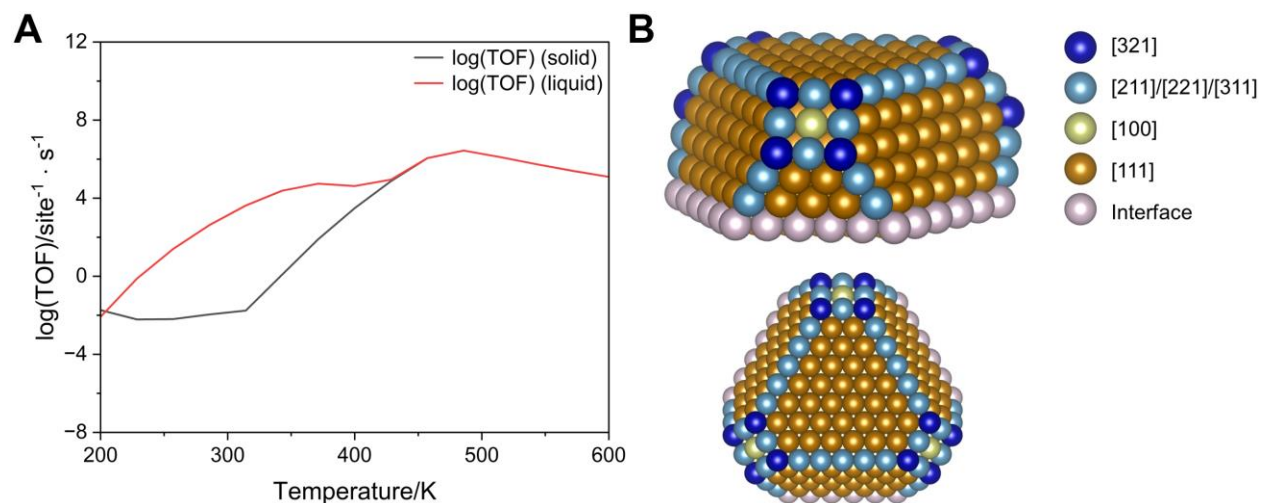 A
log(TOF)/site⁻¹ · s⁻¹
12
8
4
0
−4
−8
log(TOF) (solid)
log(TOF) (liquid)
200
300
400
500
600
Temperature/K
B
[321]
[211]/[221]/[311]
[100]
[111]
Interface